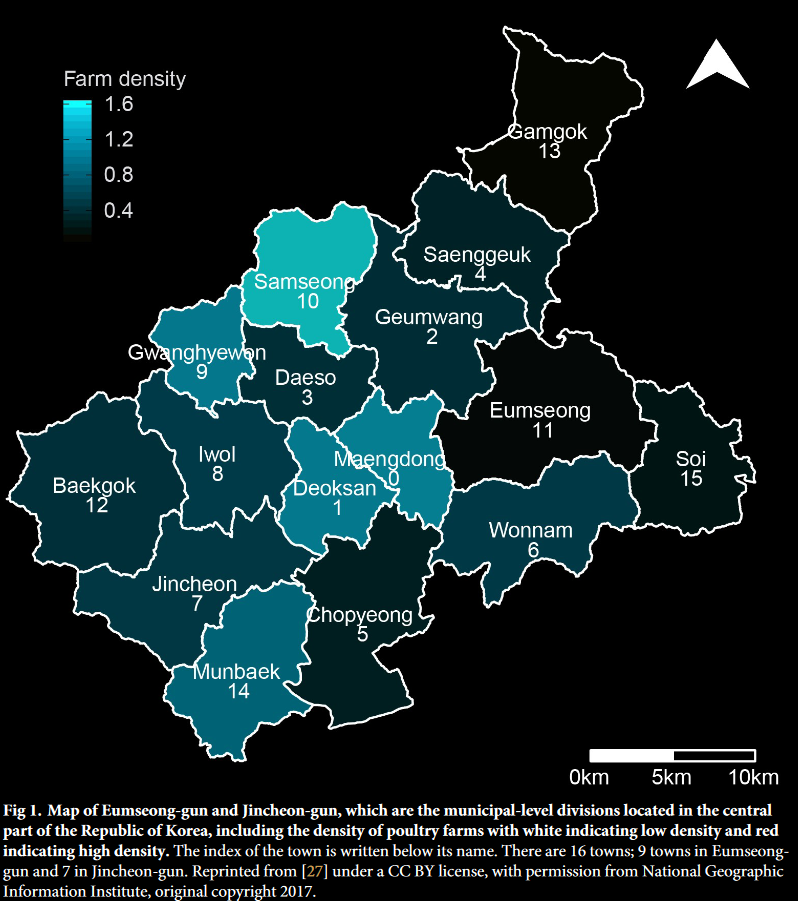 Farm density
1.6
1.2
0.8
0.4
Gamgok
13
Saenggeuk
4
Samseong
10
Geumwang
2
Gwanghyewon
9
Daeso
3
Eumseong
11
Iwol
8
Maengdong
0
Soi
15
Baekgok
12
Deoksan
1
Wonnam
6
Jincheon
7
Chopyeong
5
Munbaek
14
0km 5km 10km
Fig 1. Map of Eumseong-gun and Jincheon-gun, which are the municipal-level divisions located in the central
part of the Republic of Korea, including the density of poultry farms with white indicating low density and red
indicating high density. The index of the town is written below its name. There are 16 towns; 9 towns in Eumseong-
gun and 7 in Jincheon-gun. Reprinted from [27] under a CC BY license, with permission from National Geographic
Information Institute, original copyright 2017.